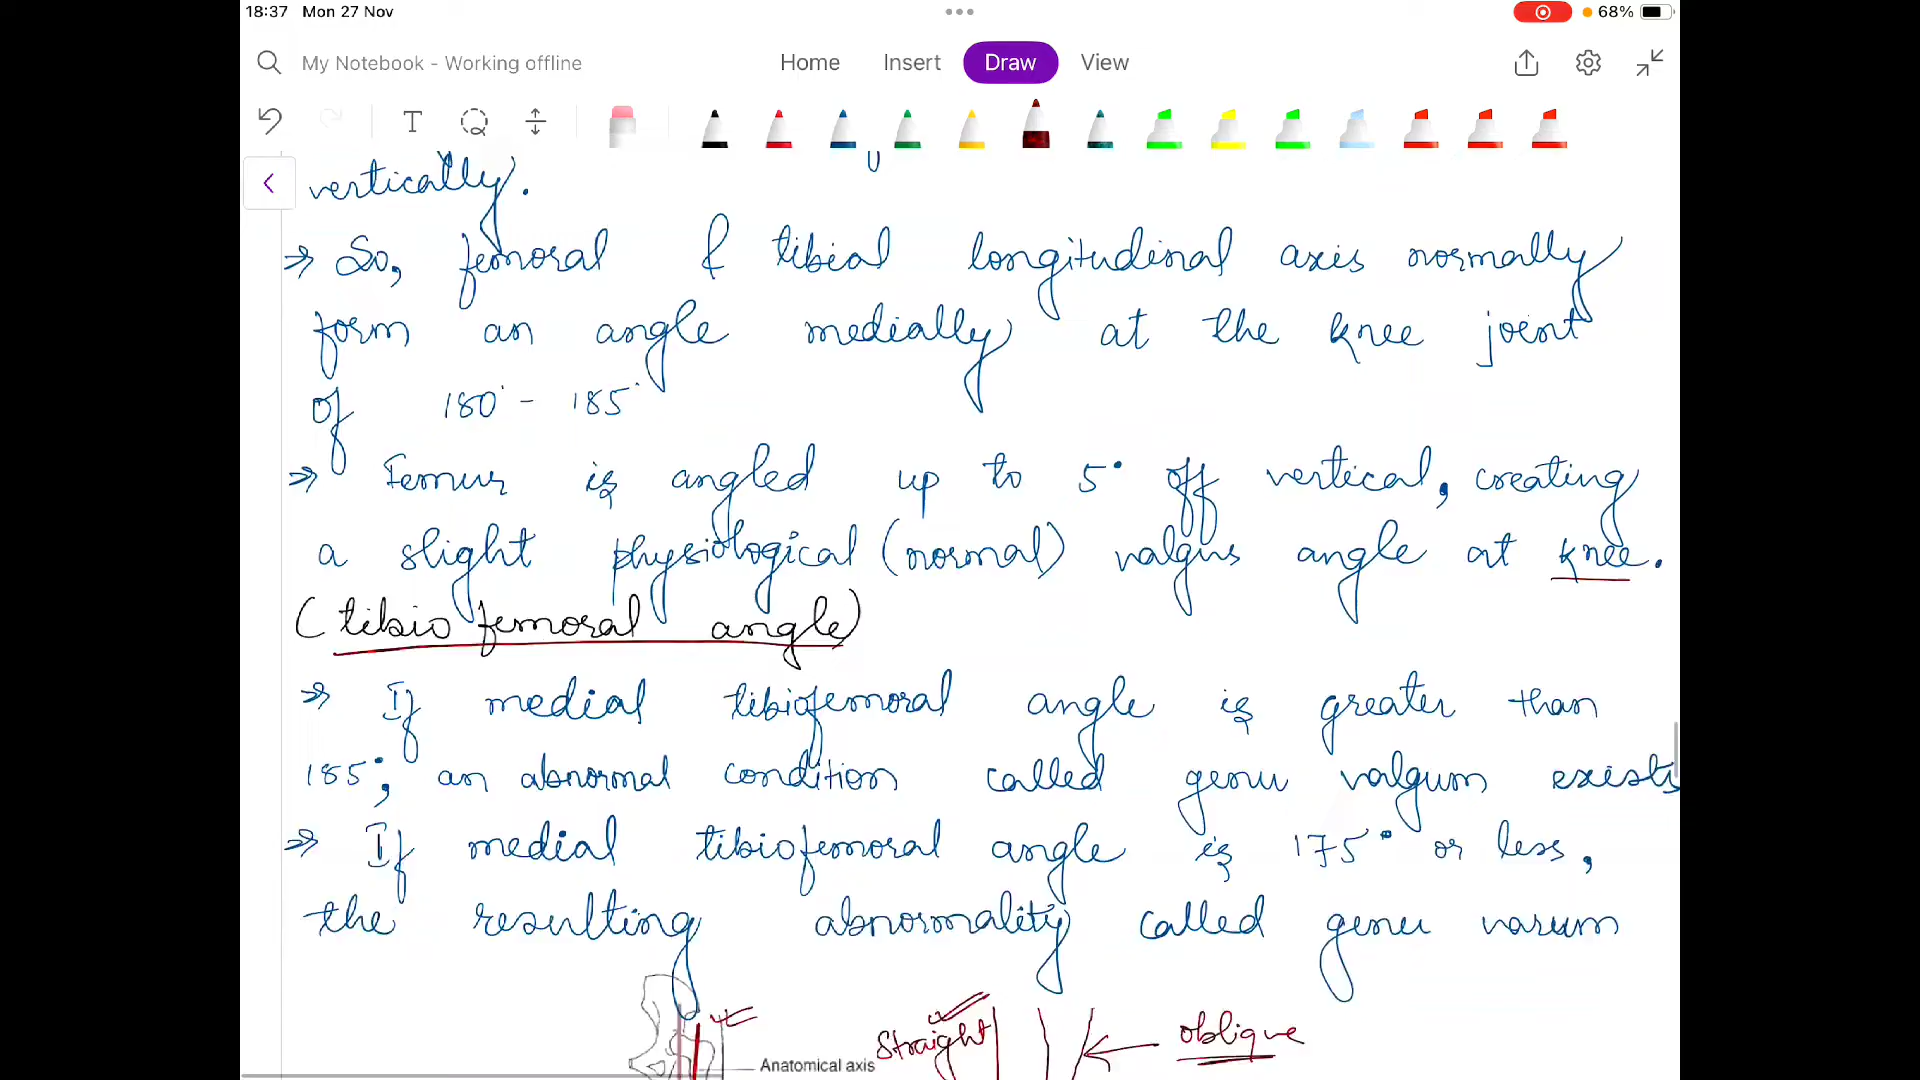 18:37 Mon 27 Nov
68%
My Notebook - Working offline
Home Insert Draw View
T
vertically.
⇒ So, femoral & tibial longitudinal axis normally
form an angle medially at the knee joint
of 180° - 185°
⇒ Femur is angled up to 5° off vertical, creating
a slight physiological (normal) valgus angle at knee.
(tibio femoral angle)
⇒ If medial tibiofemoral angle is greater than
185°, an abnormal condition called genu valgum exists
⇒ If medial tibiofemoral angle is 175° or less,
the resulting abnormality called genu varum
Straight
oblique
Anatomical axis